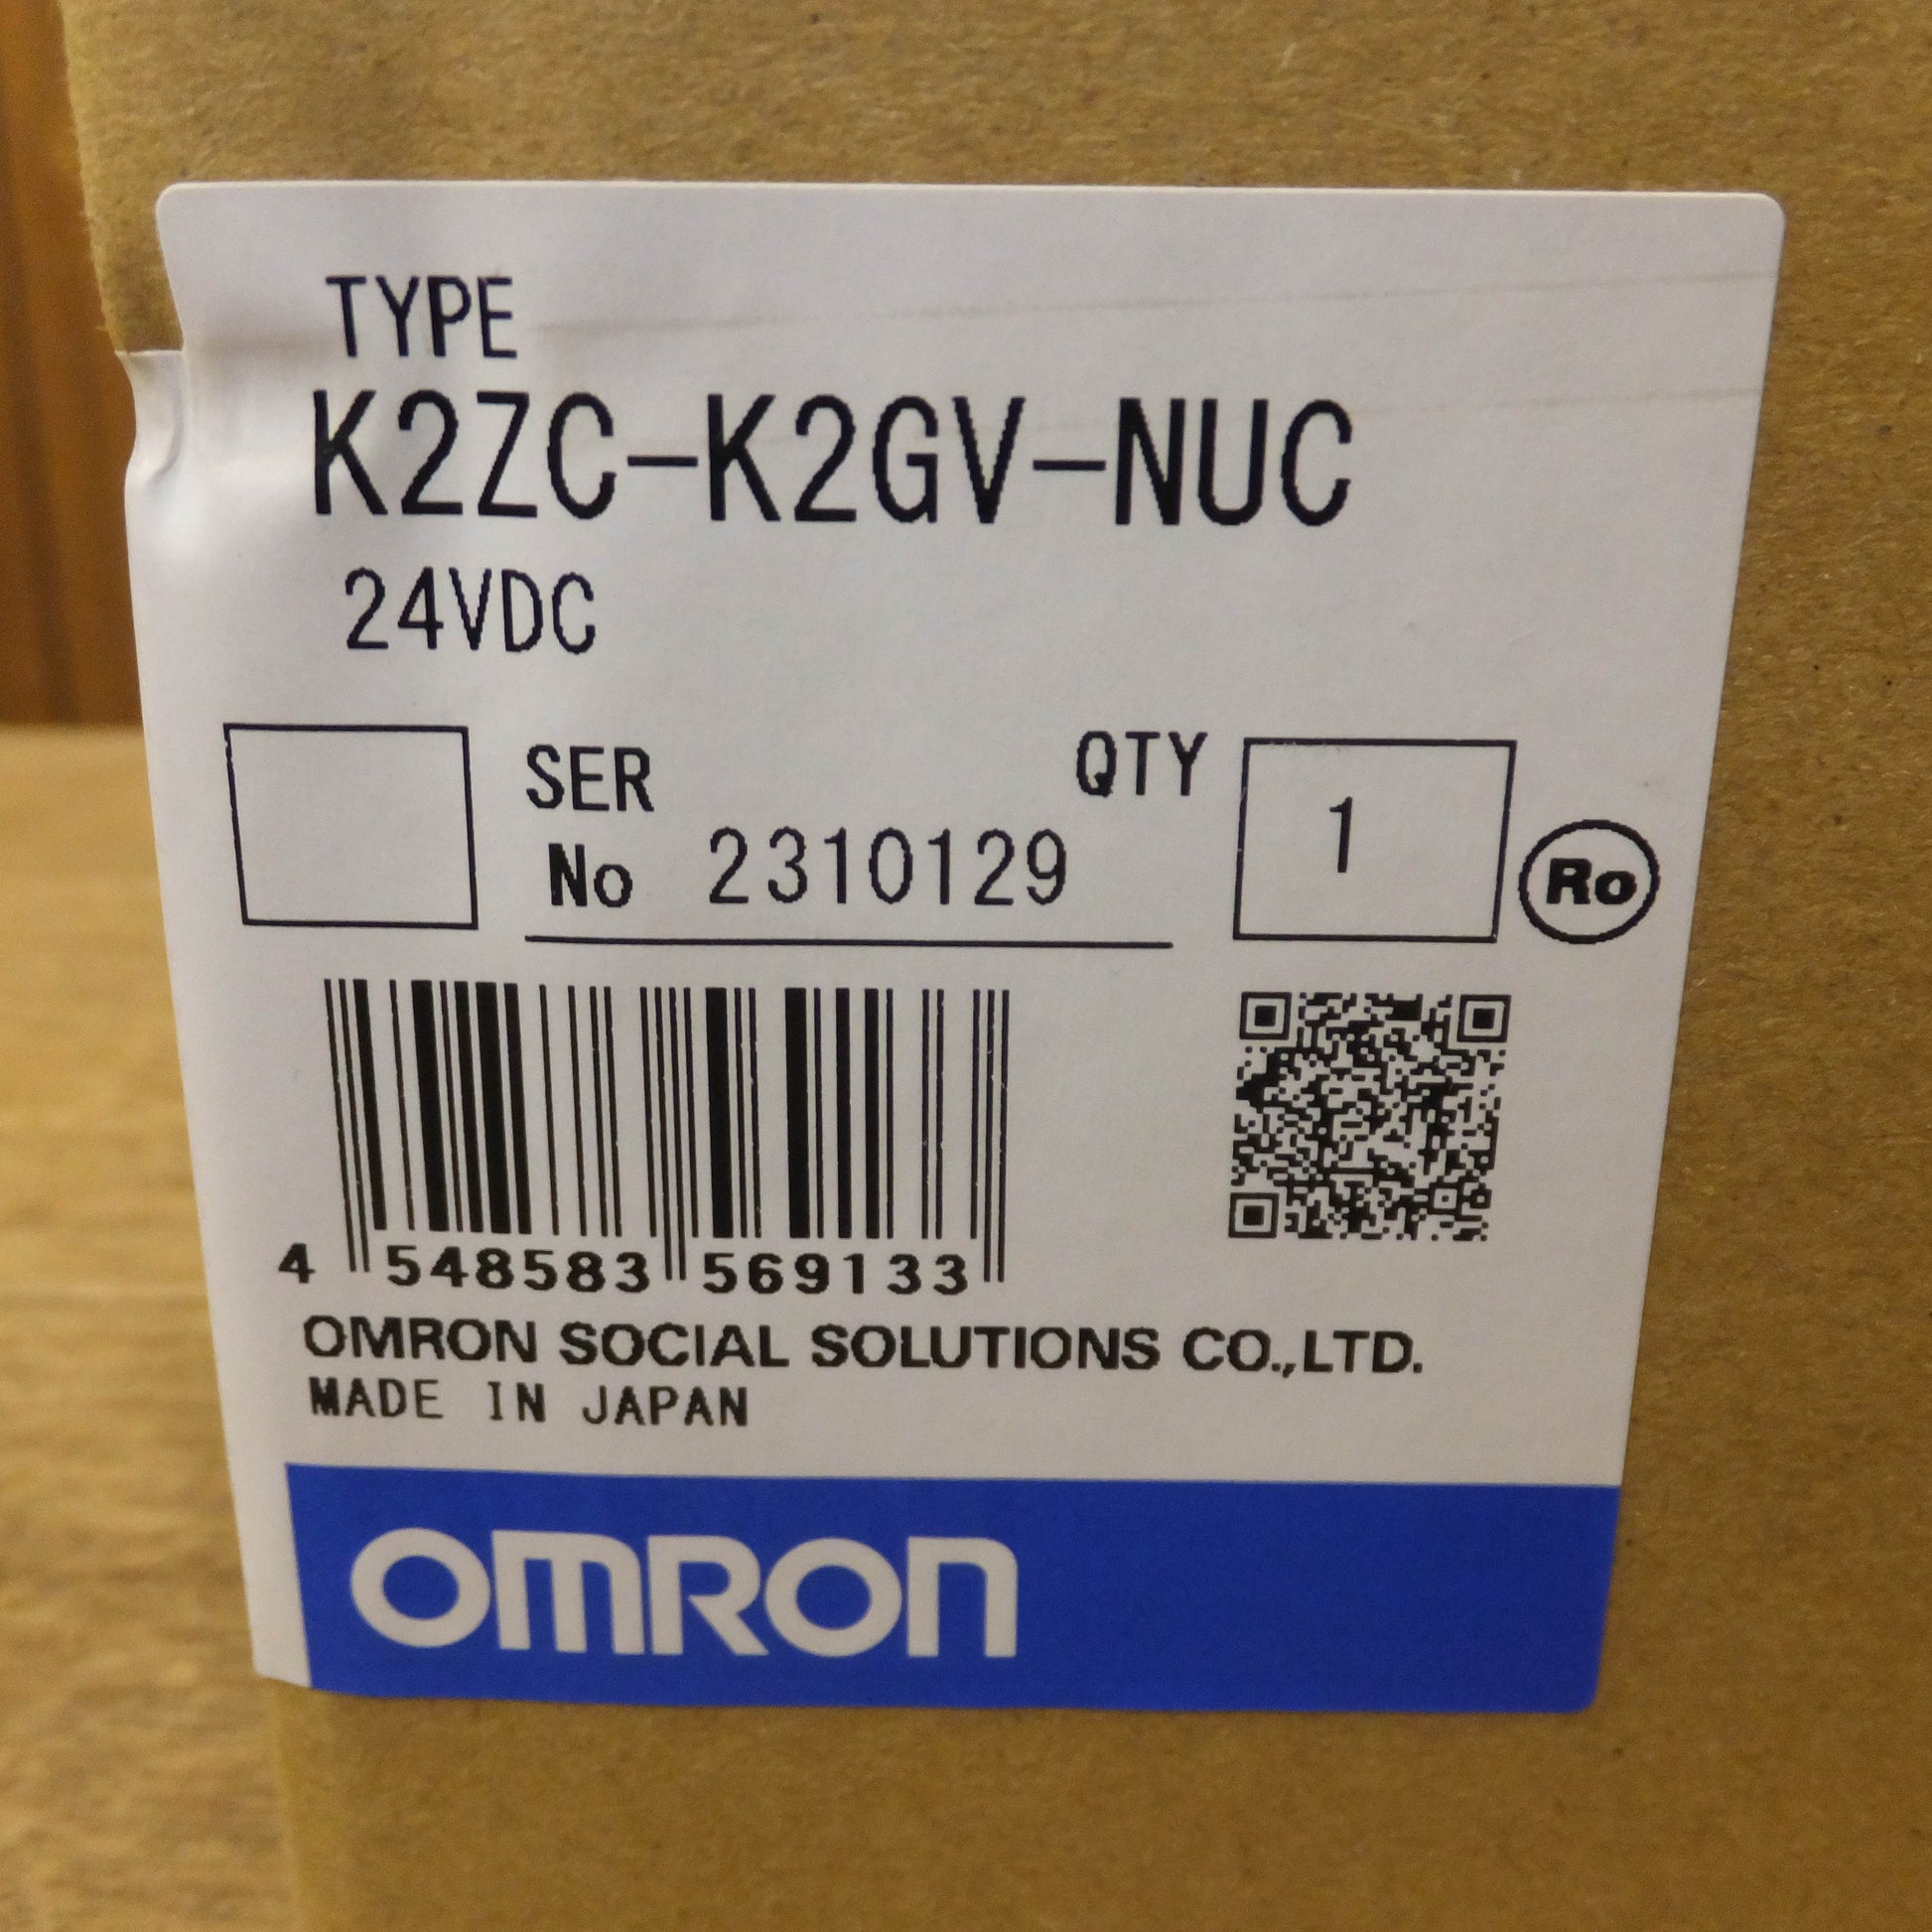 TYPE
K2ZC-K2GV-NUC
24VDC
SER
No 2310129
QTY
1
Ro
4 548583 569133
OMRON SOCIAL SOLUTIONS CO.,LTD.
MADE IN JAPAN
OMRON